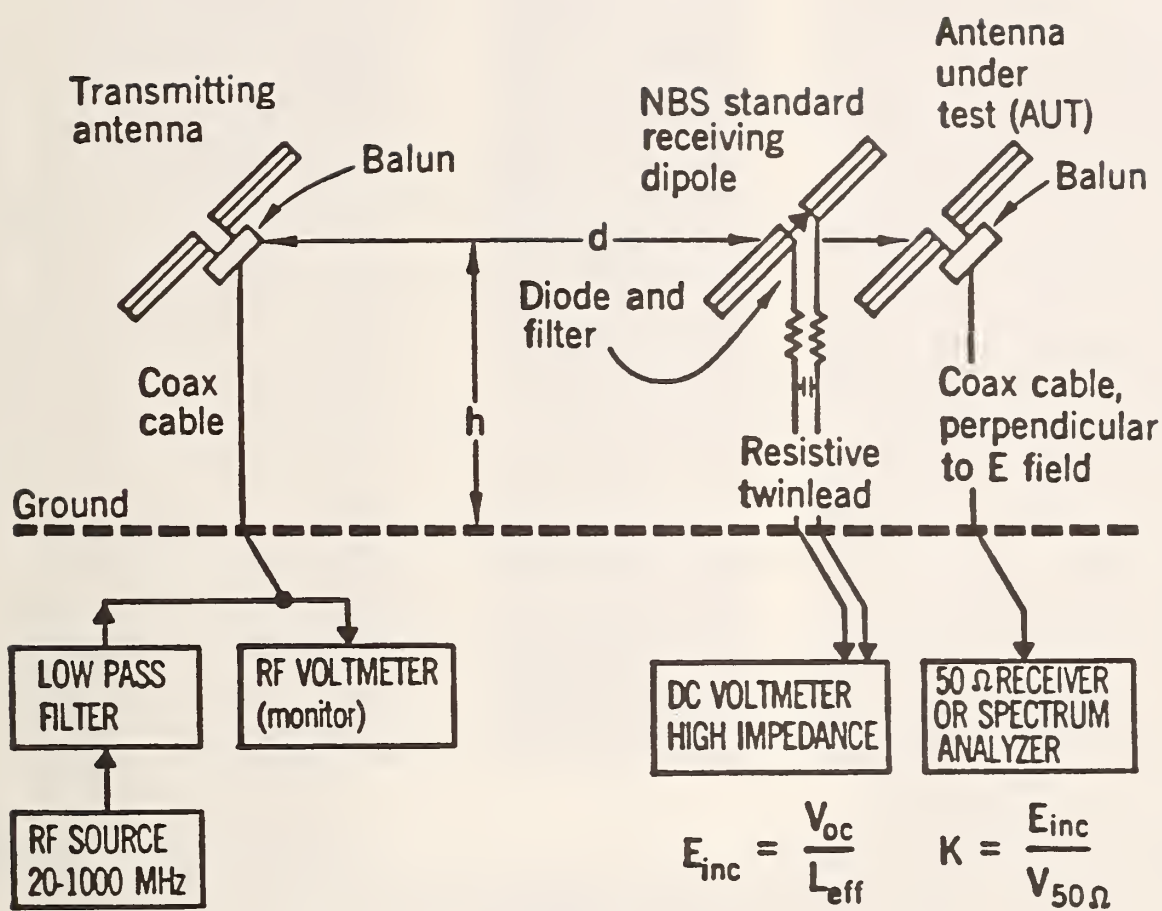 Transmitting
antenna
Balun
NBS standard
receiving
dipole
Antenna
under
test (AUT)
Balun
d
Diode and
filter
Coax
cable
h
Resistive
twinlead
Coax cable,
perpendicular
to E field
Ground
LOW PASS
FILTER
RF VOLTMETER
(monitor)
DC VOLTMETER
HIGH IMPEDANCE
50 Ω RECEIVER
OR SPECTRUM
ANALYZER
RF SOURCE
20-1000 MHz
E_inc = V_oc / L_eff
K = E_inc / V_50Ω